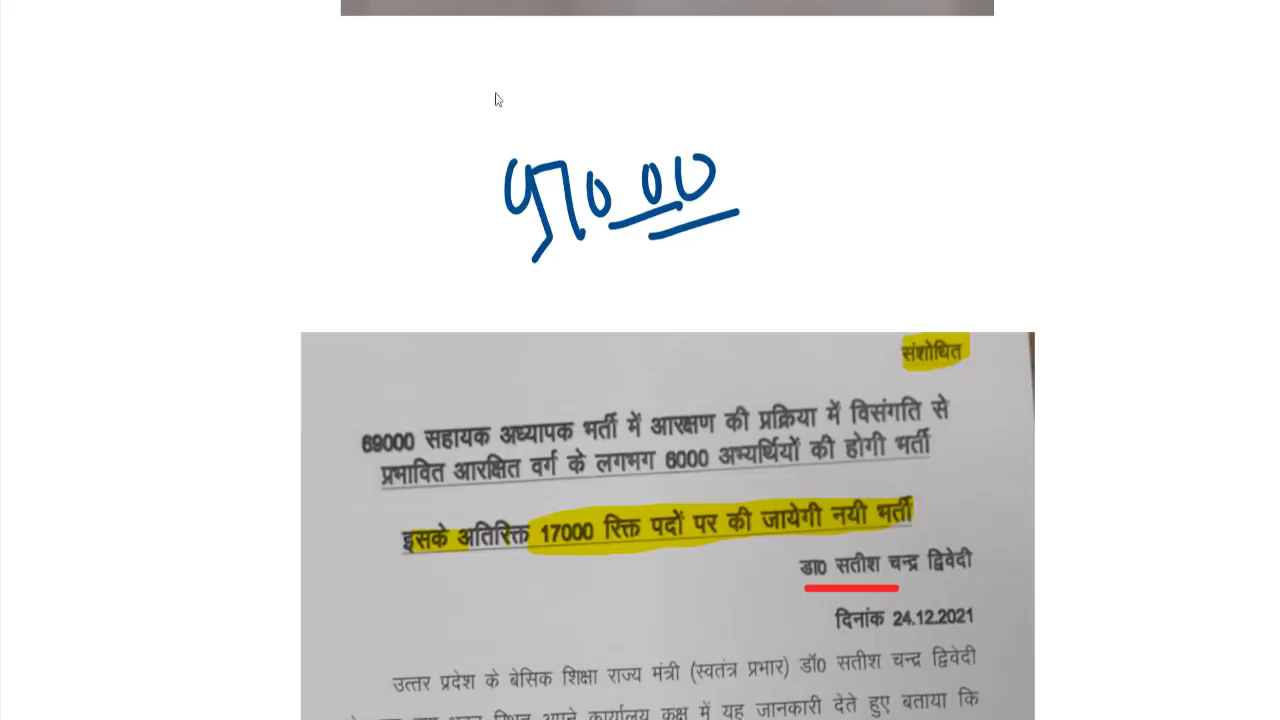 97000
संशोधित
69000 सहायक अध्यापक भर्ती में आरक्षण की प्रक्रिया में विसंगति से
प्रभावित आरक्षित वर्ग के लगभग 6000 अभ्यर्थियों की होगी भर्ती
इसके अतिरिक्त 17000 रिक्त पदों पर की जायेगी नयी भर्ती
डा0 सतीश चन्द्र द्विवेदी
दिनांक 24.12.2021
उत्तर प्रदेश के बेसिक शिक्षा राज्य मंत्री (स्वतंत्र प्रभार) डॉ0 सतीश चन्द्र द्विवेदी
अपने कार्यालय कक्ष में यह जानकारी देते हुए बताया कि